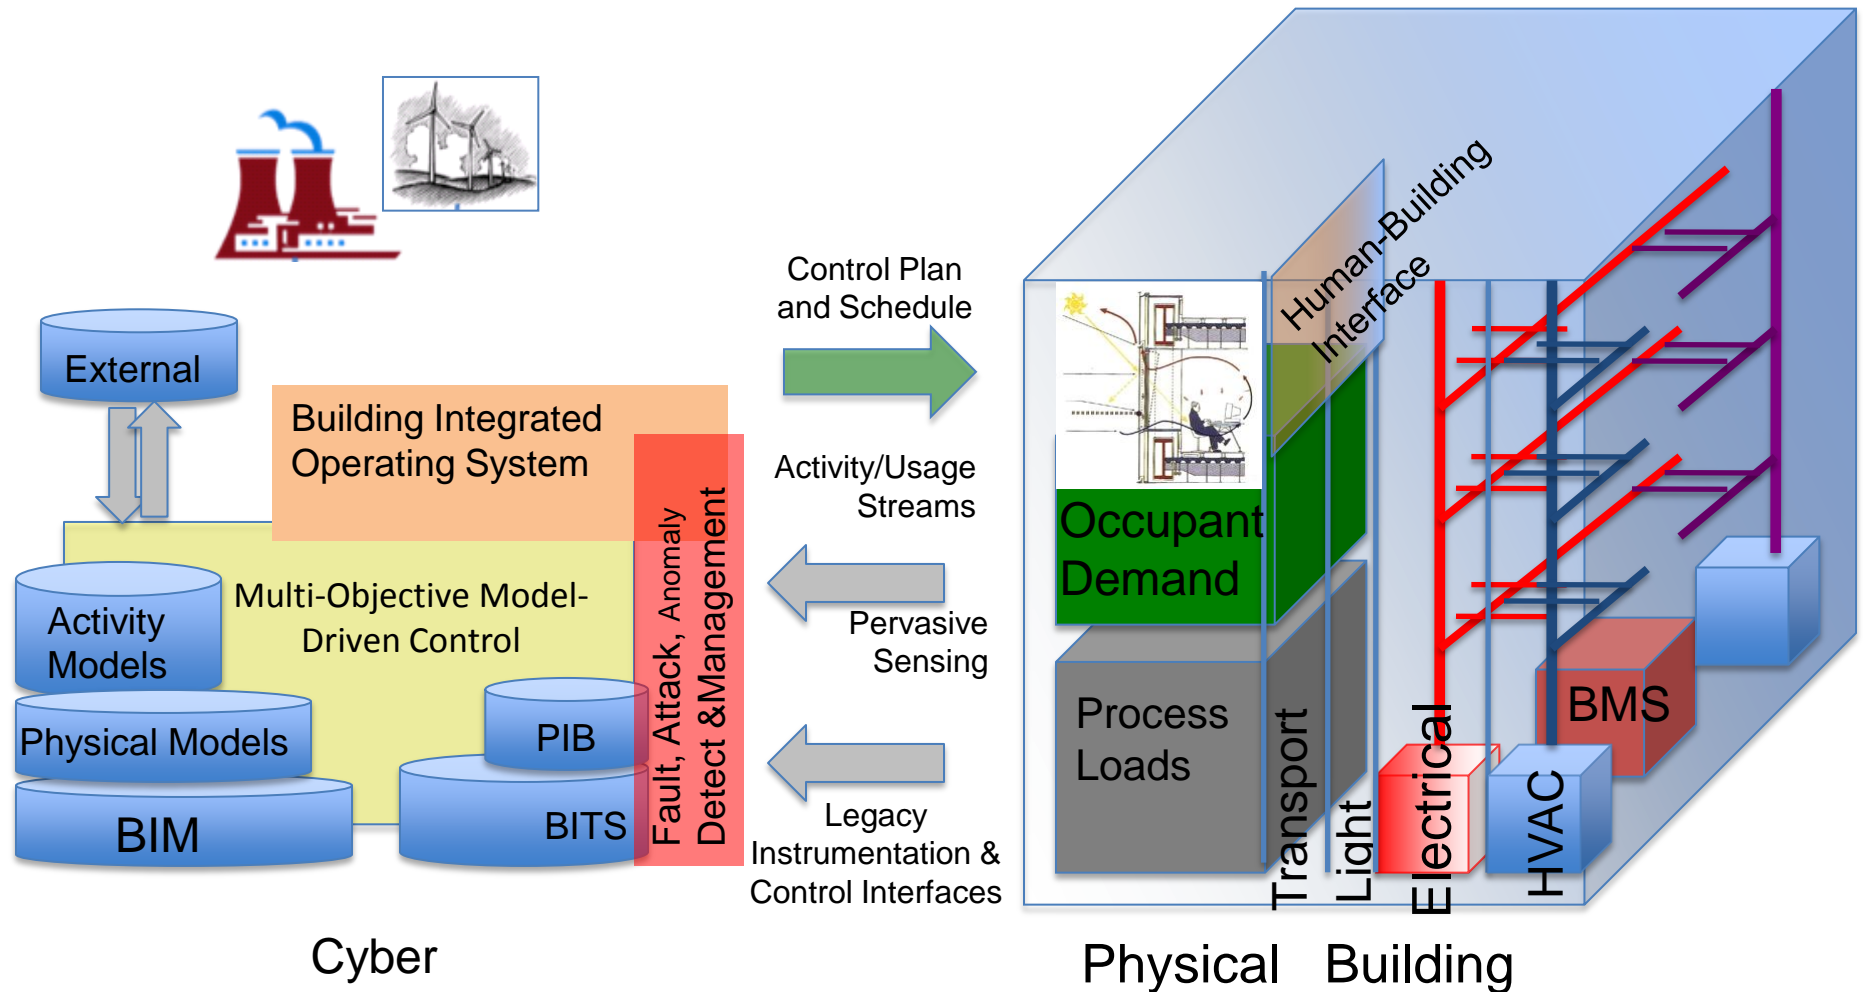 External
Building Integrated
Operating System
Multi-Objective Model-
Driven Control
Activity
Models
Physical Models
BIM
PIB
BITS
Fault, Attack, Anomaly
Detect &Management
Cyber
Control Plan
and Schedule
Activity/Usage
Streams
Pervasive
Sensing
Legacy
Instrumentation &
Control Interfaces
Human-Building
Interface
Occupant
Demand
Process
Loads
Transport
Light
Electrical
HVAC
BMS
Physical Building